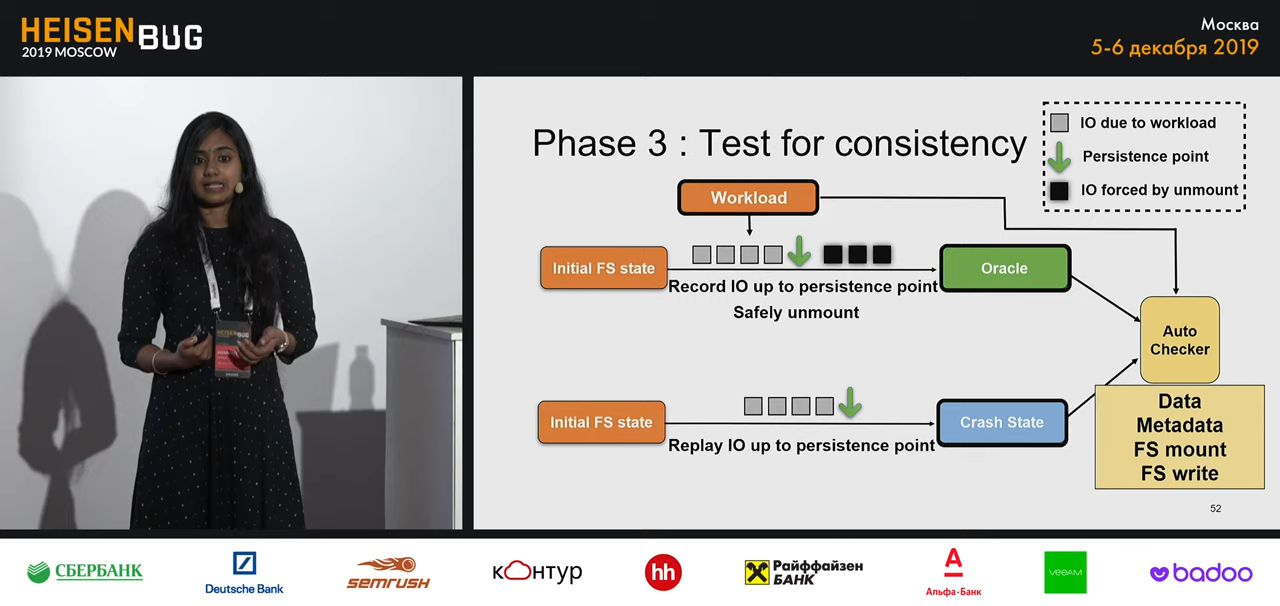 HEISENBUG
2019 MOSCOW
Москва
5-6 декабря 2019
Phase 3 : Test for consistency
IO due to workload
Persistence point
IO forced by unmount
Workload
Initial FS state
Oracle
Record IO up to persistence point
Safely unmount
Auto
Checker
Initial FS state
Crash State
Replay IO up to persistence point
Data
Metadata
FS mount
FS write
52
HEISENBUG
СБЕРБАНК
Deutsche Bank
semrush
контур
hh
Райффайзен
БАНК
А
Альфа·Банк
veeam
badoo